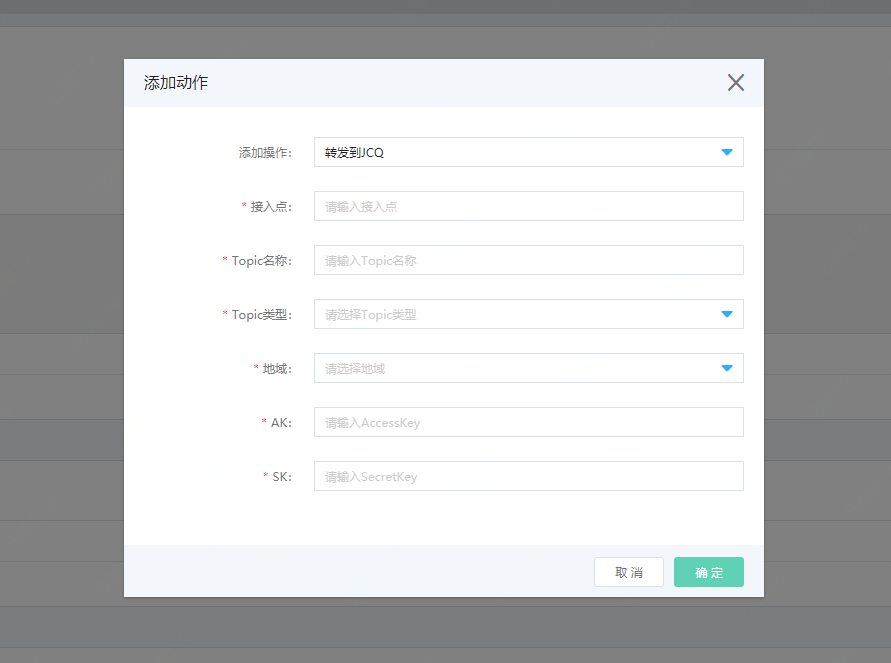 添加动作
添加操作： 转发到JCQ
* 接入点： 请输入接入点
* Topic名称： 请输入Topic名称
* Topic类型： 请选择Topic类型
* 地域： 请选择地域
* AK： 请输入AccessKey
* SK： 请输入SecretKey
取消 确定